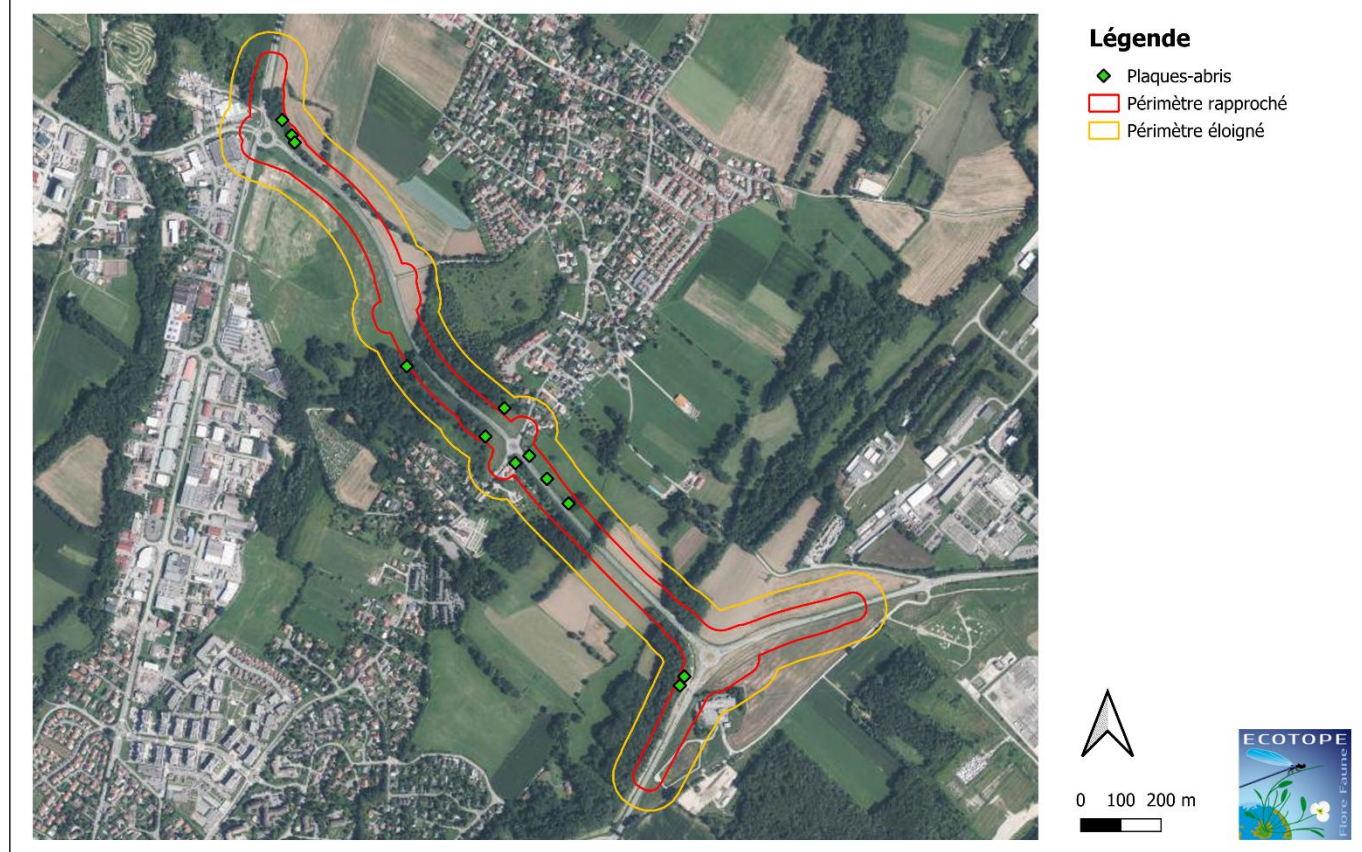 Légende
Plaques-abris
Périmètre rapproché
Périmètre éloigné
0 100 200 m
ECOTOPE
Flore Faune